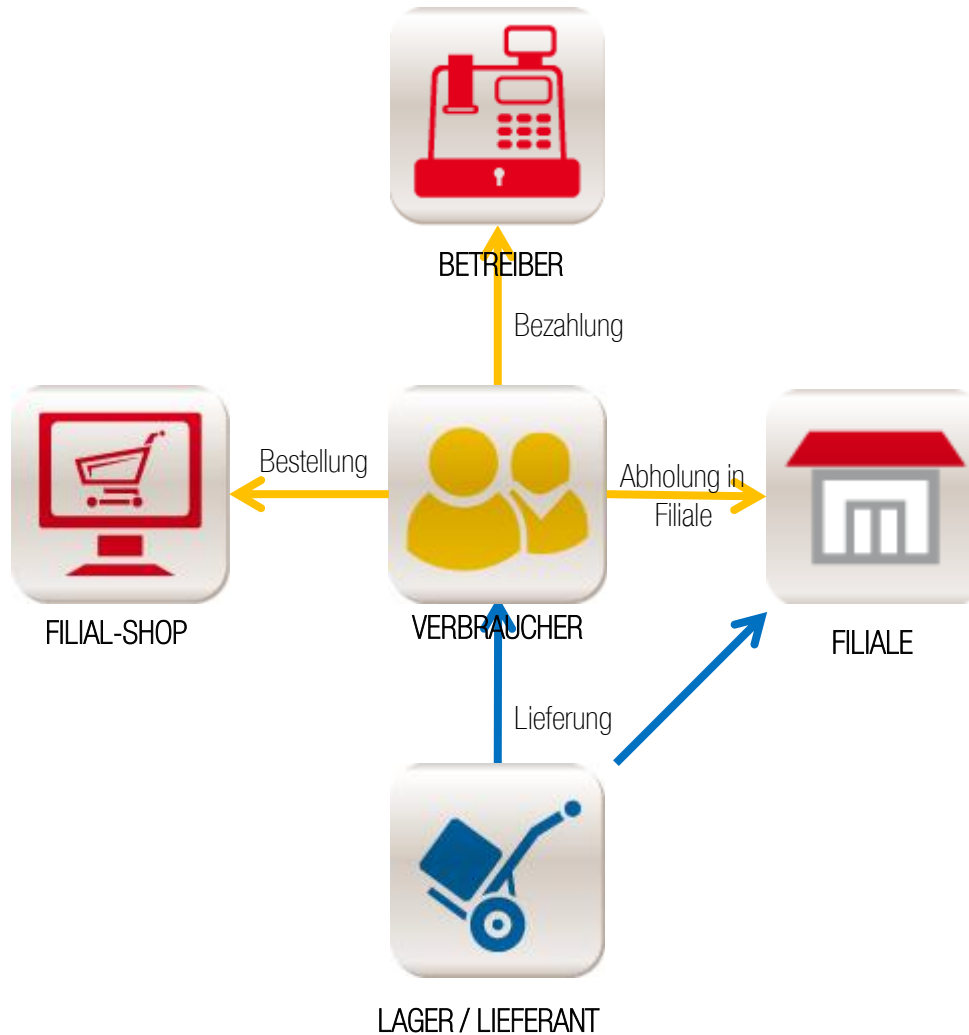 BETREIBER
Bezahlung
Bestellung
Abholung in
Filiale
FILIAL-SHOP
VERBRAUCHER
FILIALE
Lieferung
LAGER / LIEFERANT